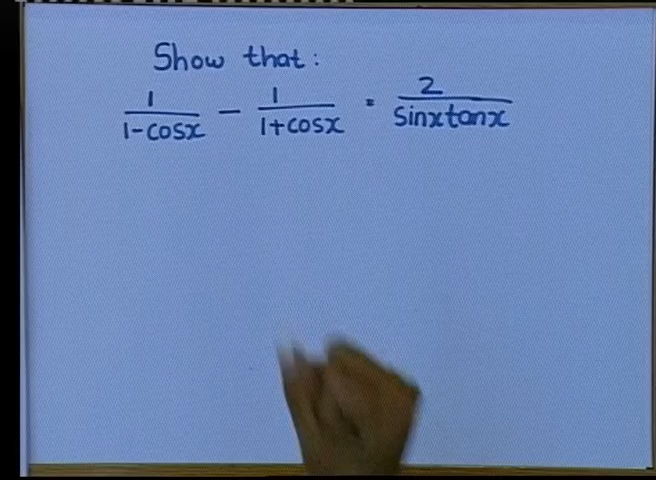 Show that:
1/(1-cosx) - 1/(1+cosx) = 2/(sinxtanx)